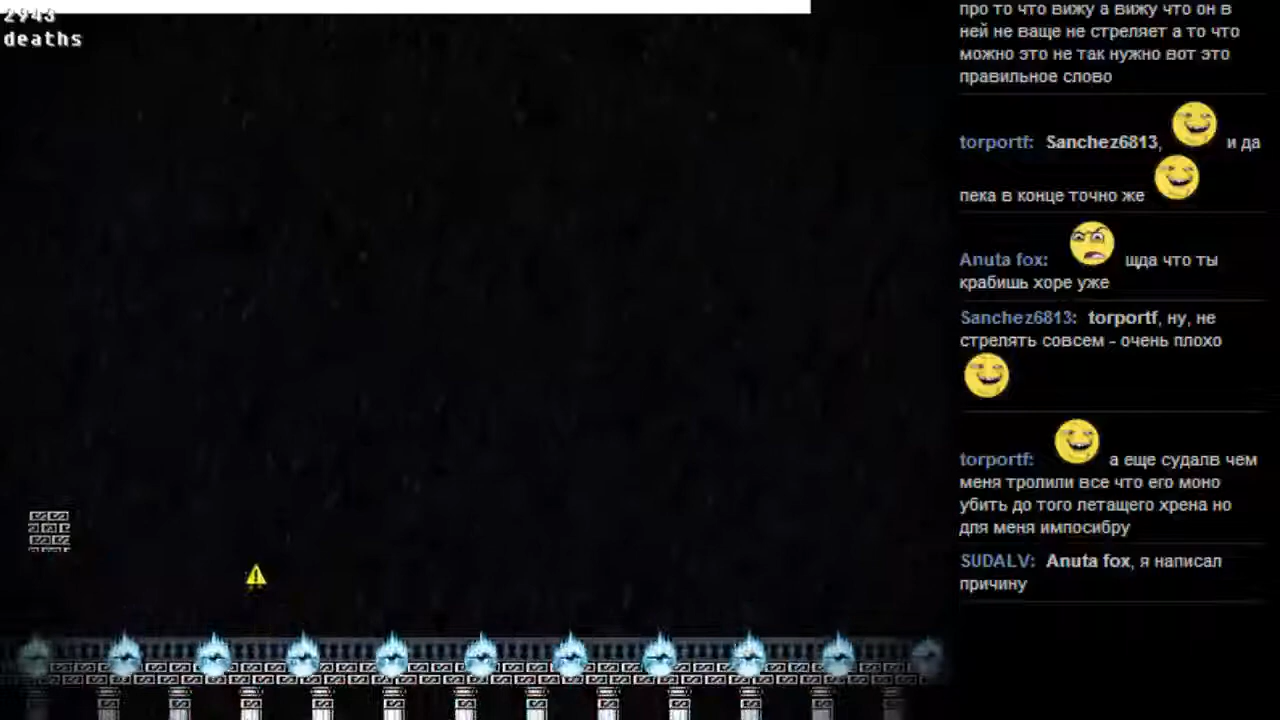 2943
deaths
про то что вижу а вижу что он в
ней не ваще не стреляет а то что
можно это не так нужно вот это
правильное слово
torportf: Sanchez6813, и да
пека в конце точно же
Anuta fox: щда что ты
крабишь хоре уже
Sanchez6813: torportf, ну, не
стрелять совсем - очень плохо
torportf: а еще судалв чем
меня тролили все что его моно
убить до того летащего хрена но
для меня импосибру
SUDALV: Anuta fox, я написал
причину